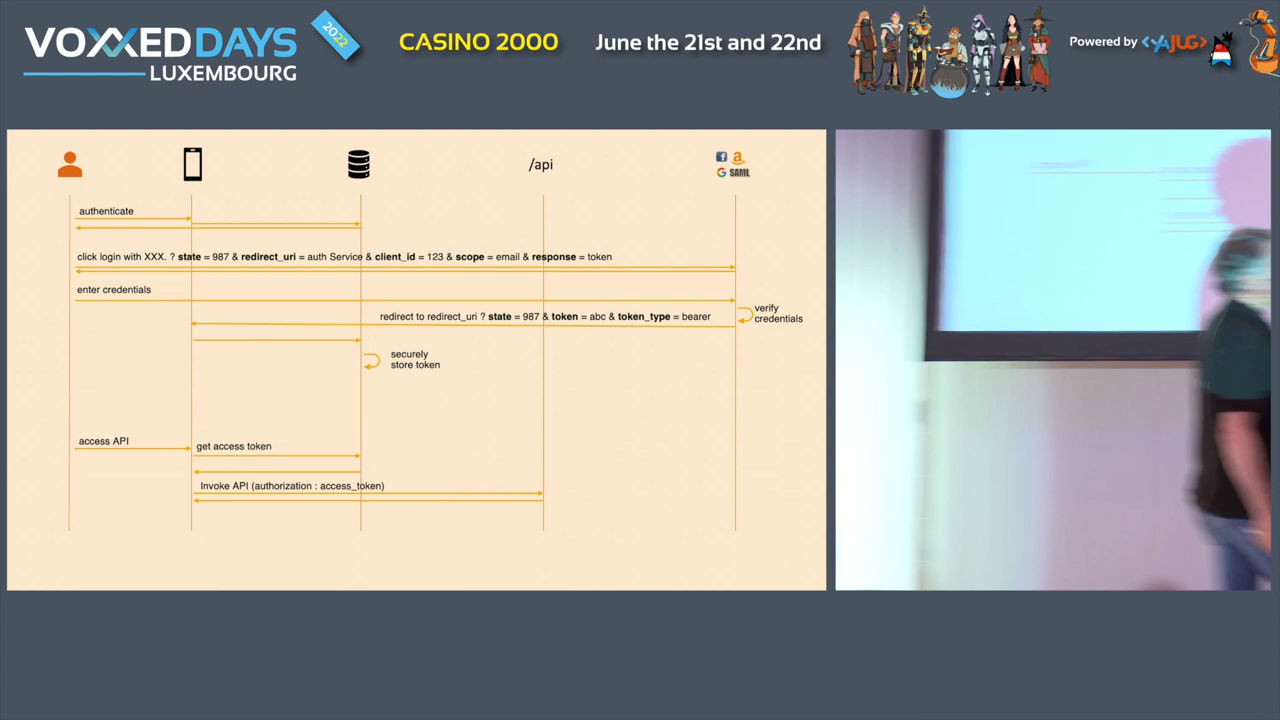 VOXXED DAYS
LUXEMBOURG
2022
CASINO 2000
June the 21st and 22nd
Powered by <YAJUG>
/api
SAML
authenticate
click login with XXX. ? state = 987 & redirect_uri = auth Service & client_id = 123 & scope = email & response = token
enter credentials
redirect to redirect_uri ? state = 987 & token = abc & token_type = bearer
verify
credentials
securely
store token
access API
get access token
Invoke API (authorization : access_token)